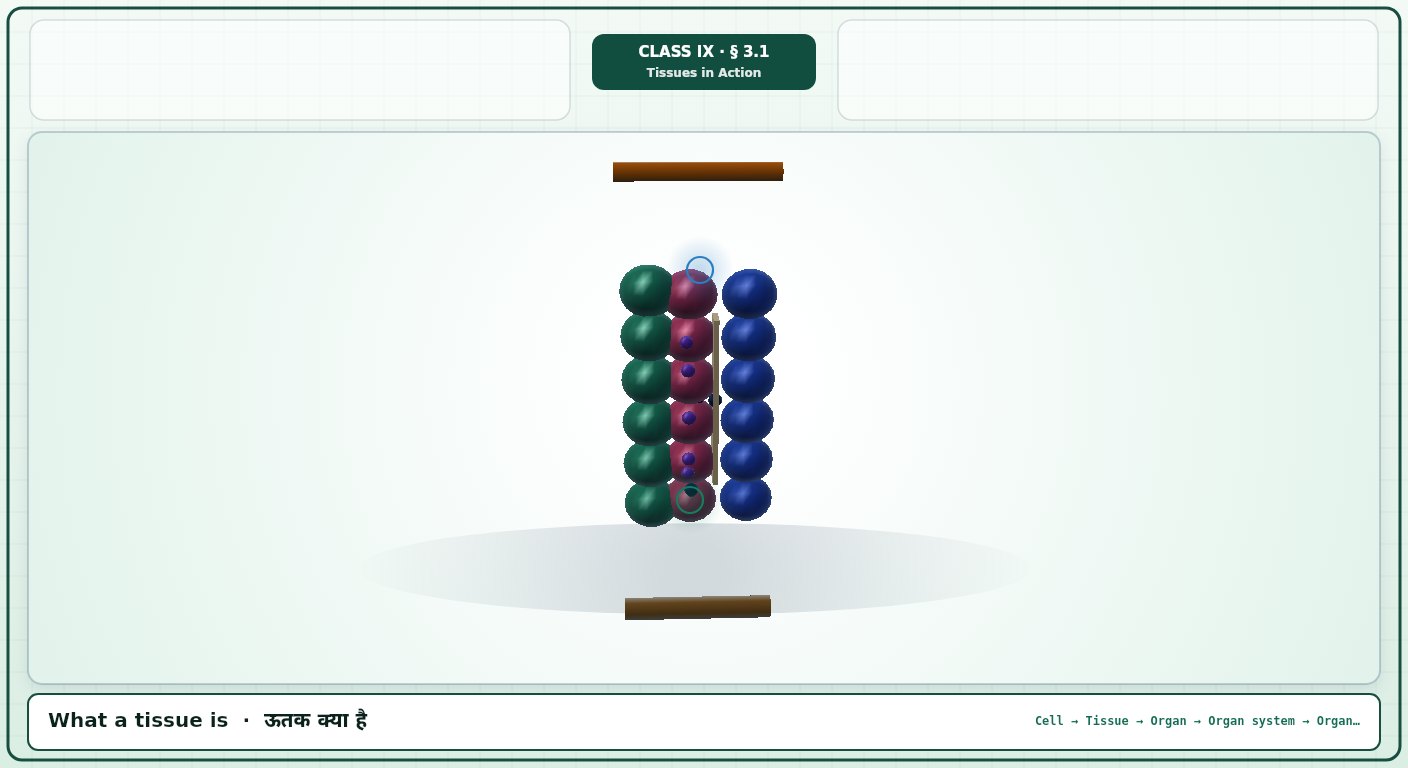 CLASS IX · § 3.1
Tissues in Action
What a tissue is · ऊतक क्या है
Cell → Tissue → Organ → Organ system → Organ…